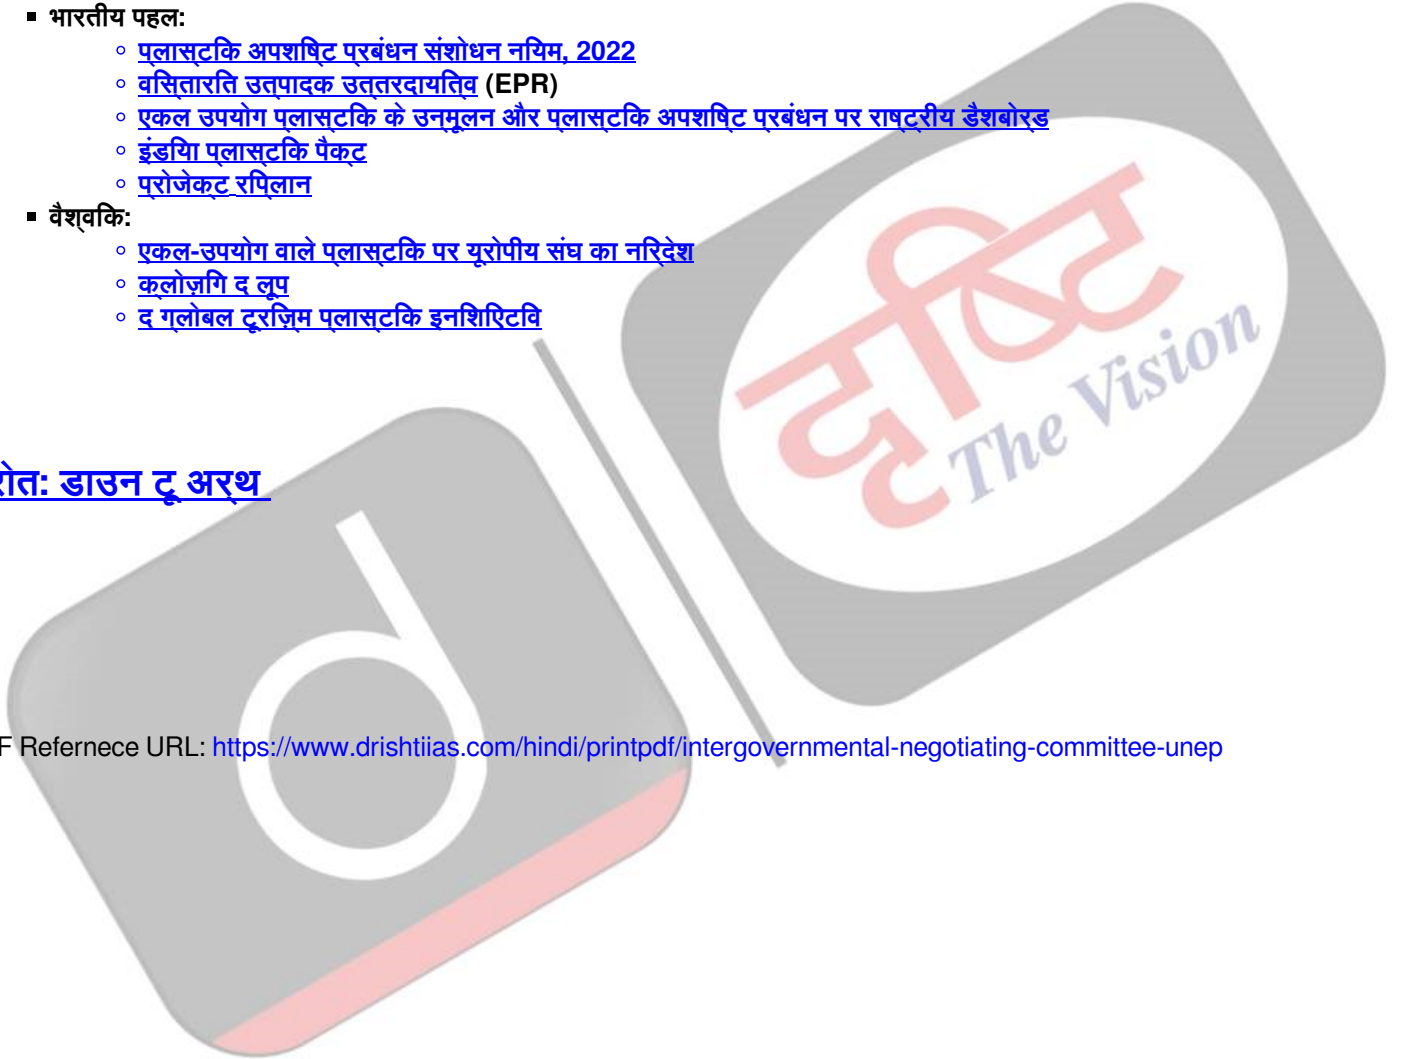 भारतीय पहल:
प्लास्टिक अपशिष्ट प्रबंधन संशोधन नियम, 2022
विस्तारित उत्पादक उत्तरदायित्व (EPR)
एकल उपयोग प्लास्टिक के उन्मूलन और प्लास्टिक अपशिष्ट प्रबंधन पर राष्ट्रीय डैशबोर्ड
इंडिया प्लास्टिक पैक्ट
प्रोजेक्ट रिप्लान
वैश्विक:
एकल-उपयोग वाले प्लास्टिक पर यूरोपीय संघ का निर्देश
क्लोज़िंग द लूप
द ग्लोबल टूरिज़्म प्लास्टिक इनिशिएटिव
दृष्टि
The Vision
रोत: डाउन टू अर्थ
d
F Refernece URL: https://www.drishtiias.com/hindi/printpdf/intergovernmental-negotiating-committee-unep